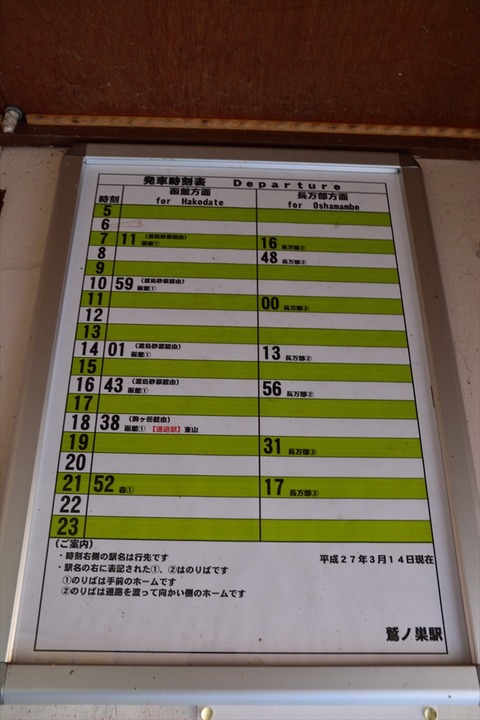 発車時刻表 Departure
時刻 函館方面 for Hakodate 長万部方面 for Oshamambe
5
6
7 11 (渡島砂原経由) 函館① 16 長万部②
8 48 長万部②
9
10 59 (渡島砂原経由) 函館①
11 00 長万部②
12
13
14 01 (渡島砂原経由) 函館① 13 長万部②
15
16 43 (渡島砂原経由) 函館① 56 長万部②
17
18 38 (駒ヶ岳経由) 函館① 【通過駅】東山
19 31 長万部②
20
21 52 森① 17 長万部②
22
23
(ご案内)
・時刻右側の駅名は行先です
・駅名の右に表記された①、②はのりばです
①のりばは手前のホームです
②のりばは通路を渡って向かい側のホームです
平成27年3月14日現在
鷲ノ巣駅